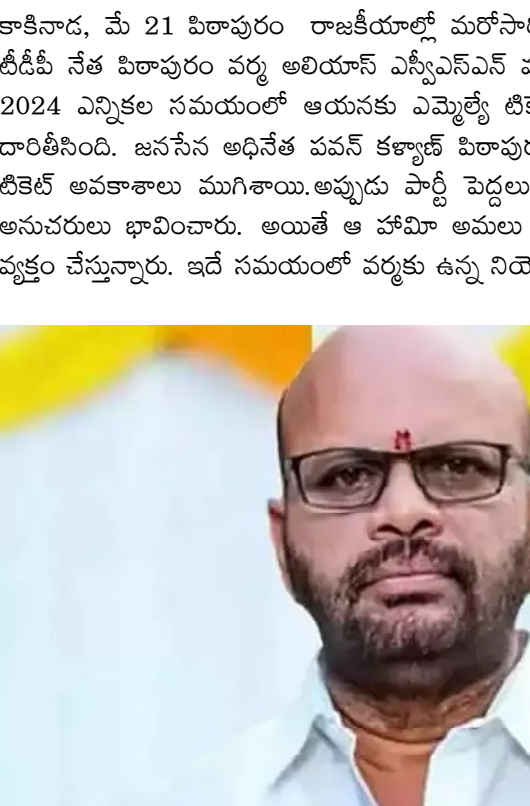 కాకినాడ, మే 21 పిఠాపురం రాజకీయాల్లో
టీడీపీ నేత పిఠాపురం వర్మ అలియాస్ ఎస్వీఎస్ఎన్
2024 ఎన్నికల సమయంలో ఆయనకు ఎమ్మెల్యే
దారితీసింది. జనసేన అధినేత పవన్ కళ్యాణ్
టికెట్ అవకాశాలు ముగిశాయి.అప్పుడు పార్టీ పెద్దలు
అనుచరులు భావించారు. అయితే ఆ హామీ అమలు
వ్యక్తం చేస్తున్నారు. ఇదే సమయంలో వర్మకు ఉన్న